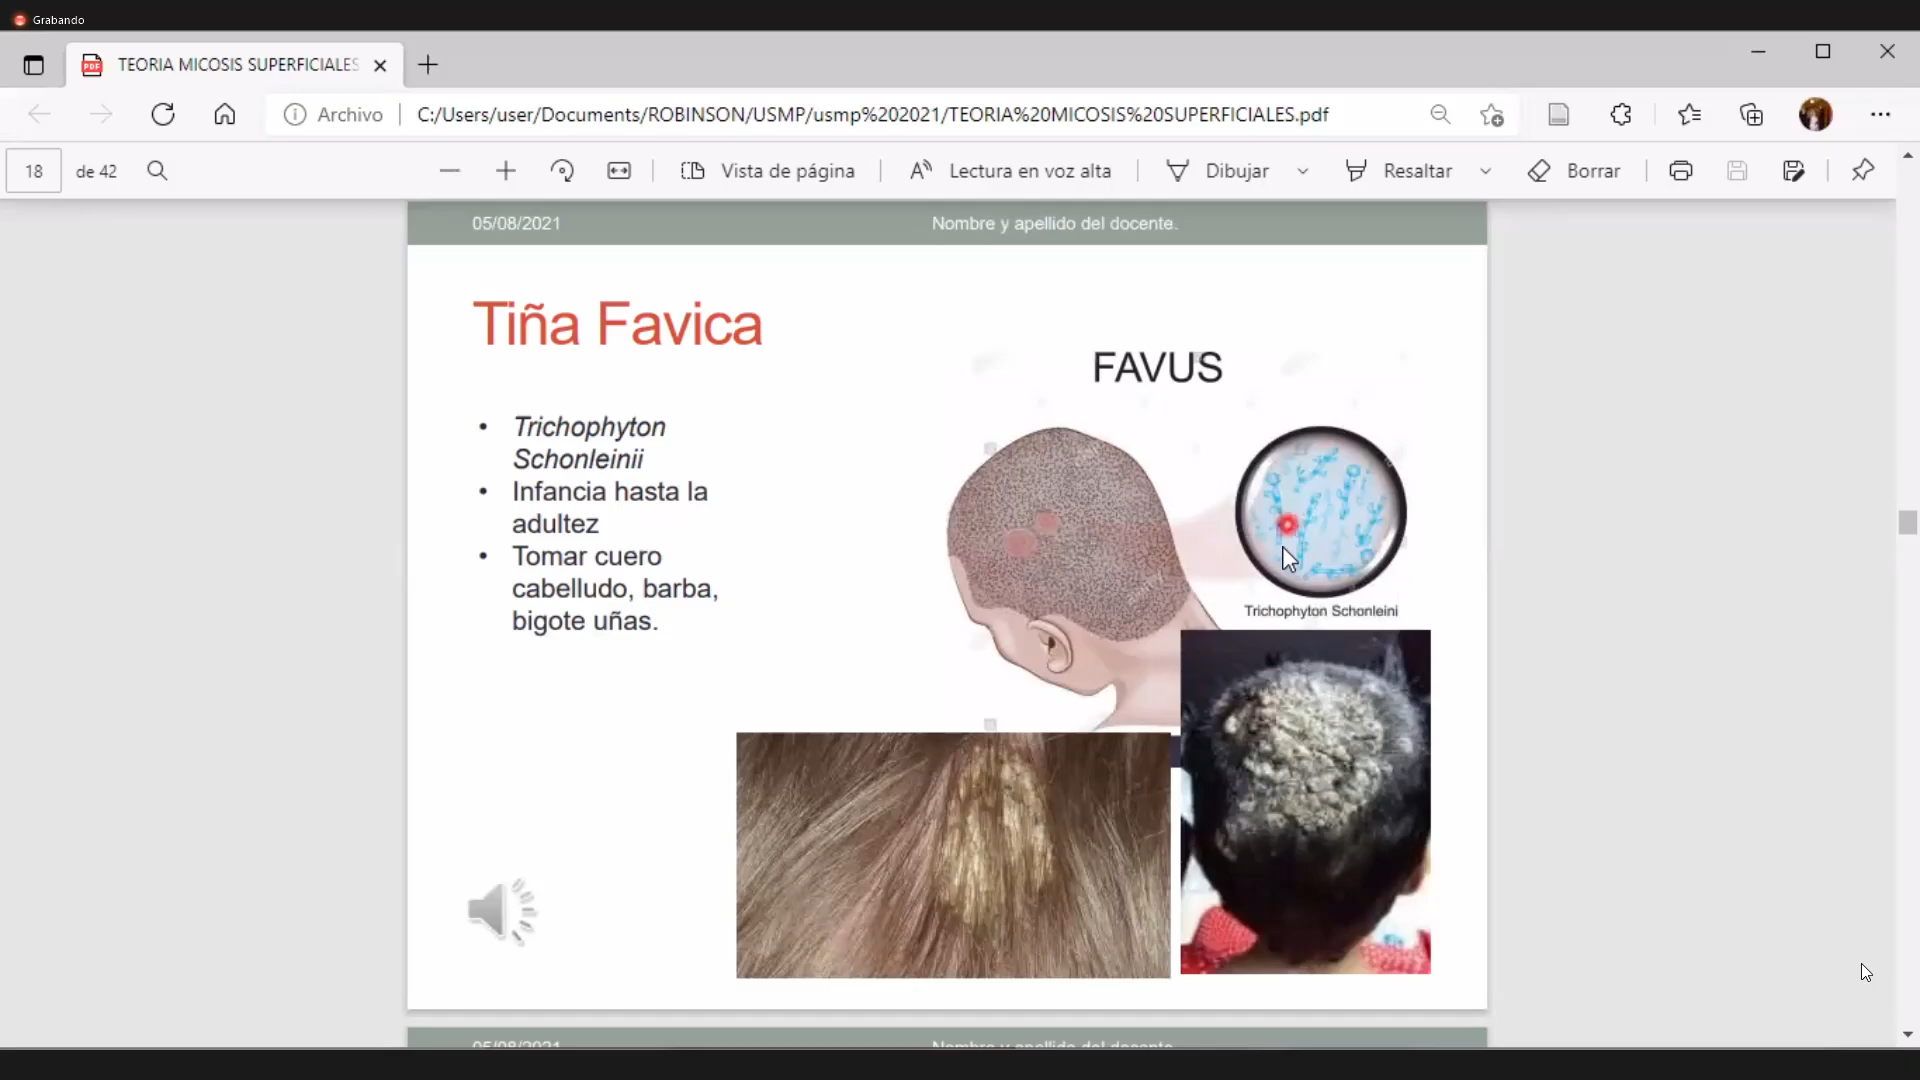 Grabando
TEORIA MICOSIS SUPERFICIALES
Archivo
C:/Users/user/Documents/ROBINSON/USMP/usmp%202021/TEORIA%20MICOSIS%20SUPERFICIALES.pdf
18 de 42
Vista de página
Lectura en voz alta
Dibujar
Resaltar
Borrar
05/08/2021 Nombre y apellido del docente.
Tiña Favica
FAVUS
• Trichophyton
Schonleinii
• Infancia hasta la
adultez
• Tomar cuero
cabelludo, barba,
bigote uñas.
Trichophyton Schonleini
05/08/2021 Nombre y apellido del docente.